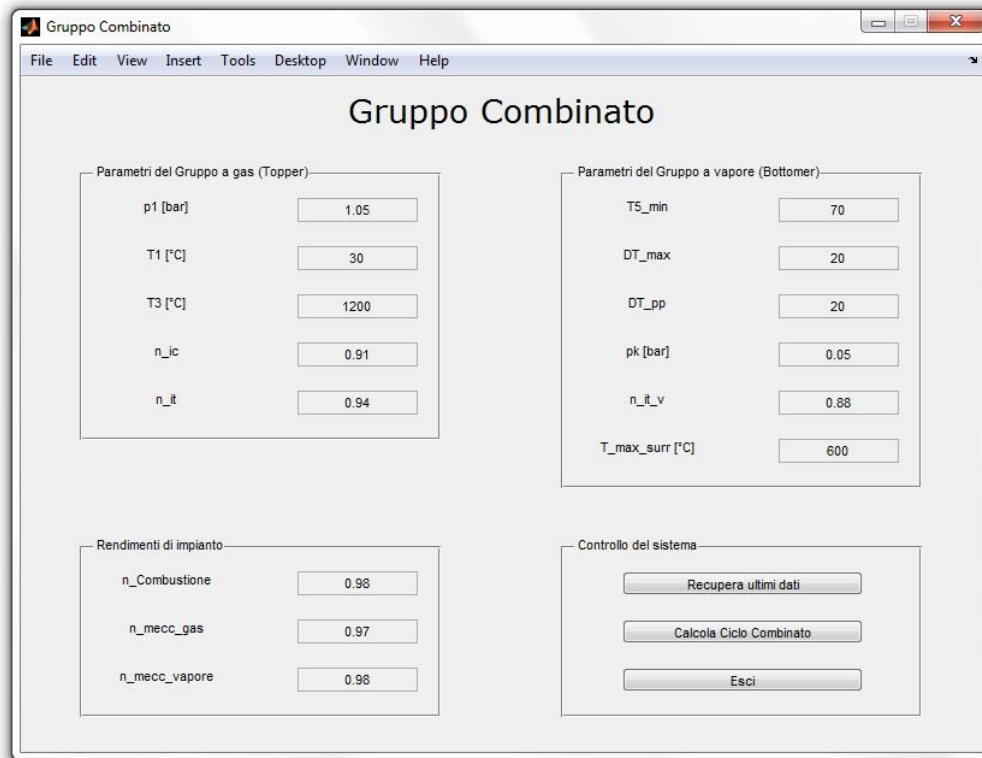 Gruppo Combinato
File Edit View Insert Tools Desktop Window Help
Gruppo Combinato
Parametri del Gruppo a gas (Topper)
p1 [bar] 1.05
T1 [°C] 30
T3 [°C] 1200
n_ic 0.91
n_it 0.94
Parametri del Gruppo a vapore (Bottomer)
T5_min 70
DT_max 20
DT_pp 20
pk [bar] 0.05
n_it_v 0.88
T_max_surr [°C] 600
Rendimenti di impianto
n_Combustione 0.98
n_mecc_gas 0.97
n_mecc_vapore 0.98
Controllo del sistema
Recupera ultimi dati
Calcola Ciclo Combinato
Esci